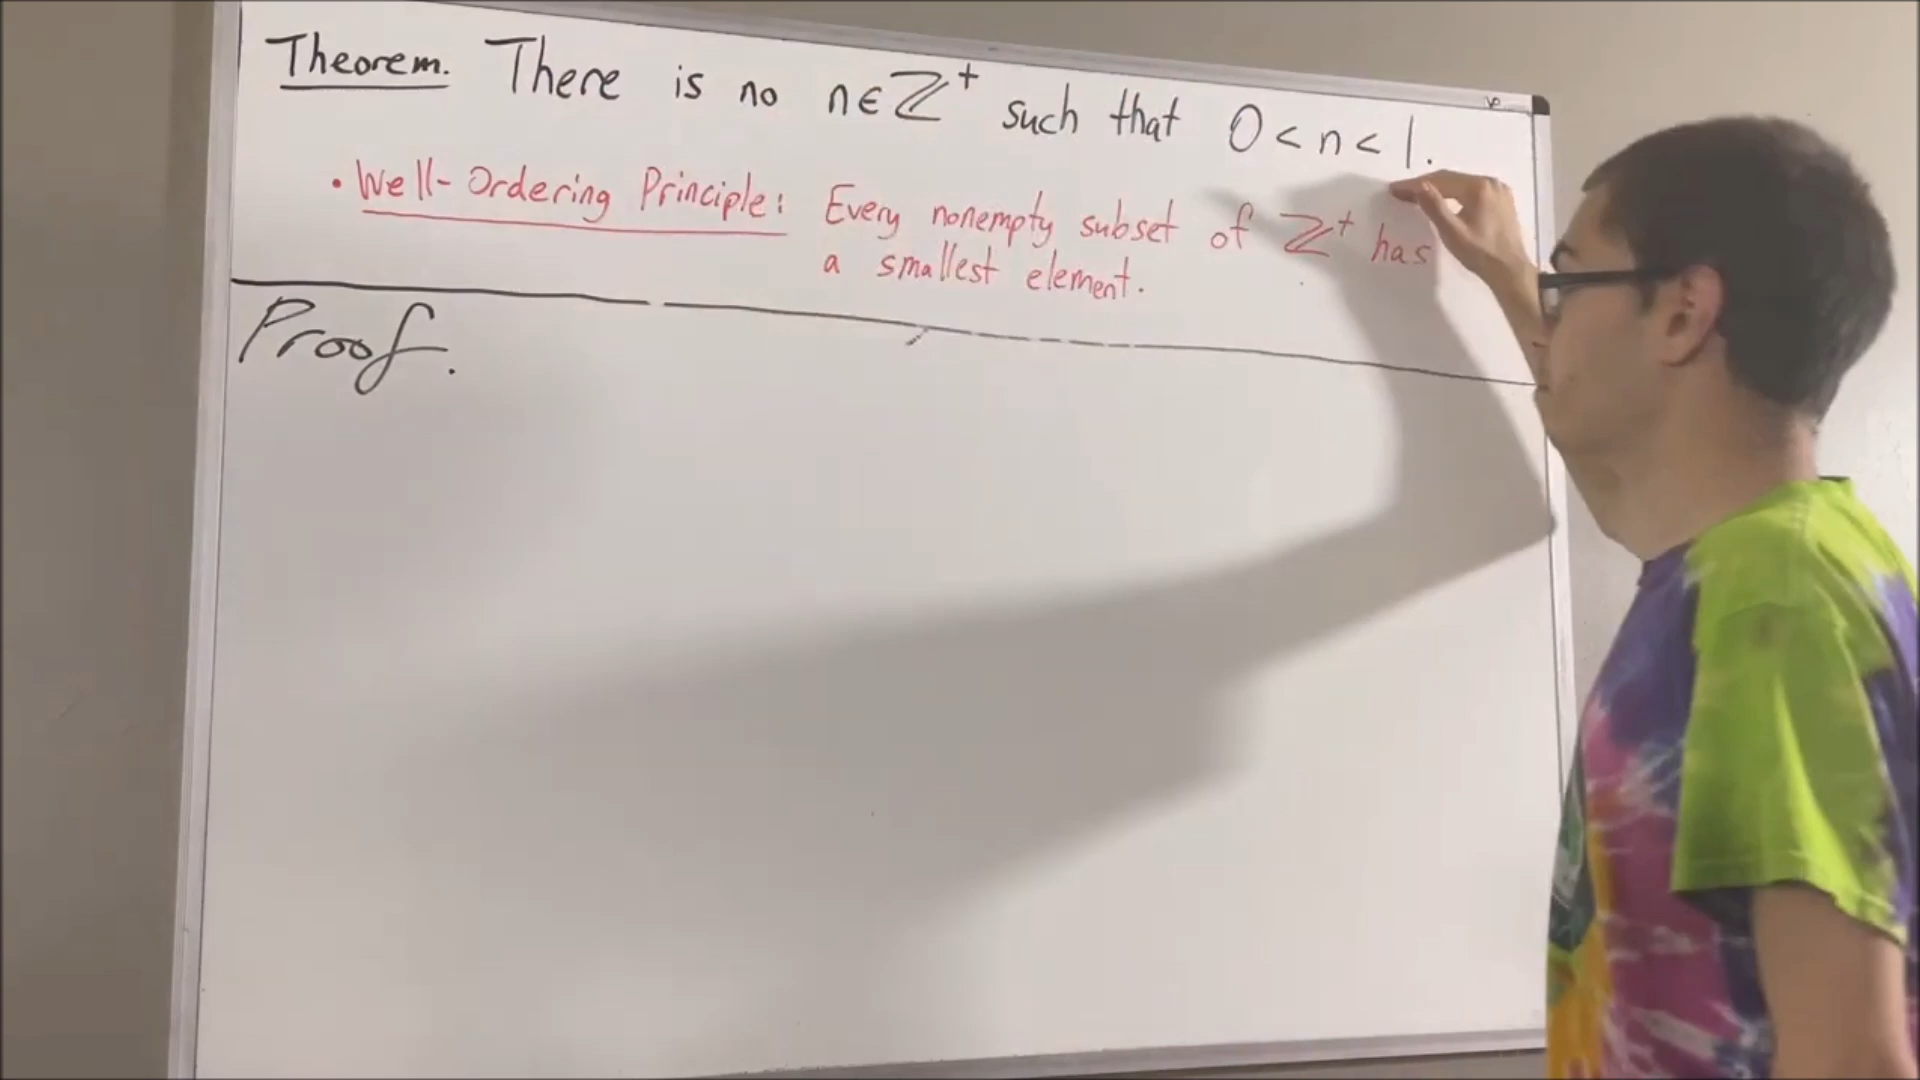 Theorem. There is no n ∈ ℤ⁺ such that 0 < n < 1.
• Well-Ordering Principle: Every nonempty subset of ℤ⁺ has
a smallest element.
Proof.